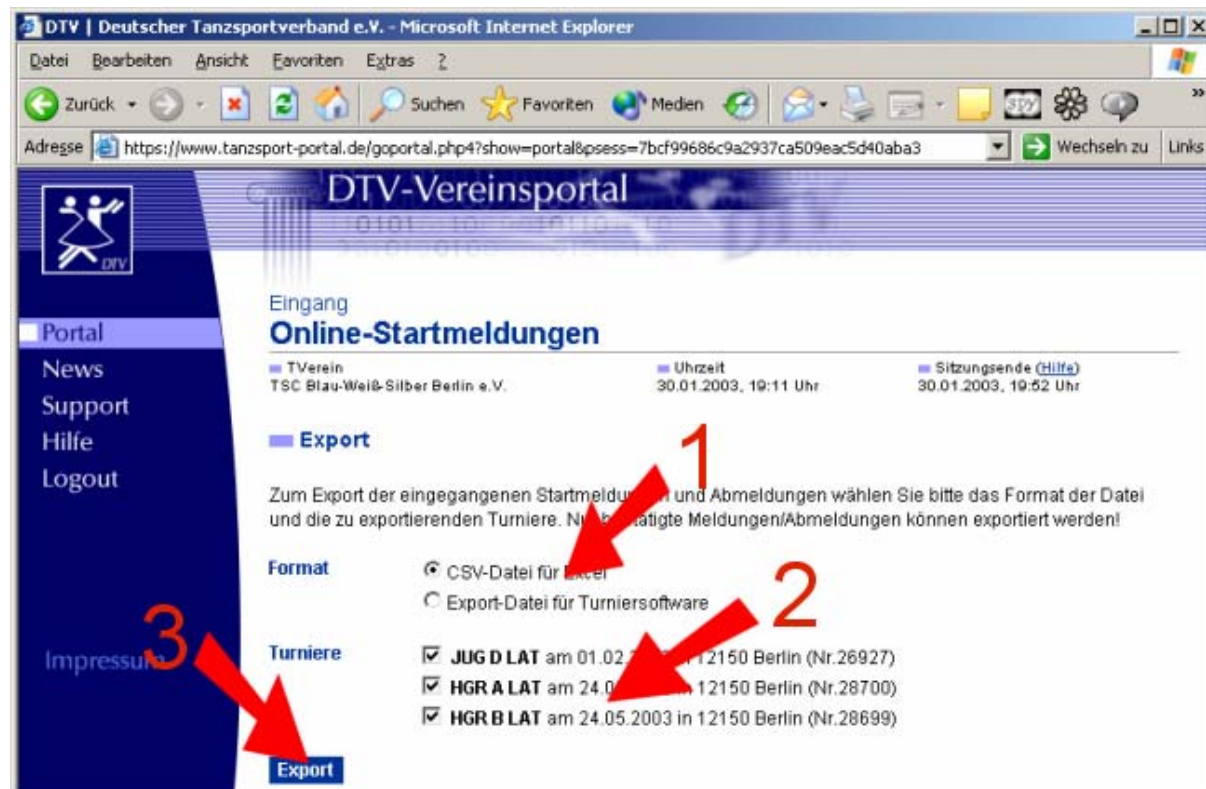 DTV | Deutscher Tanzsportverband e.V. - Microsoft Internet Explorer
Datei Bearbeiten Ansicht Favoriten Extras ?
Zurück Suchen Favoriten Medien SPY »
Adresse https://www.tanzsport-portal.de/goportal.php4?show=portal&psess=7bcf99686c9a2937ca509eac5d40aba3 Wechseln zu Links
DTV-Vereinsportal
DTV
Eingang
Online-Startmeldungen
Portal
News
Support
Hilfe
Logout
Impressum
TVerein Uhrzeit Sitzungsende (Hilfe)
TSC Blau-Weiß-Silber Berlin e.V. 30.01.2003, 19:11 Uhr 30.01.2003, 19:52 Uhr
Export
1
Zum Export der eingegangenen Startmeldungen und Abmeldungen wählen Sie bitte das Format der Datei
und die zu exportierenden Turniere. Nur bestätigte Meldungen/Abmeldungen können exportiert werden!
Format CSV-Datei für Excel
Export-Datei für Turniersoftware
2
3
Turniere JUG D LAT am 01.02. in 12150 Berlin (Nr.26927)
HGR A LAT am 24.0 in 12150 Berlin (Nr.28700)
HGR B LAT am 24.05.2003 in 12150 Berlin (Nr.28699)
Export